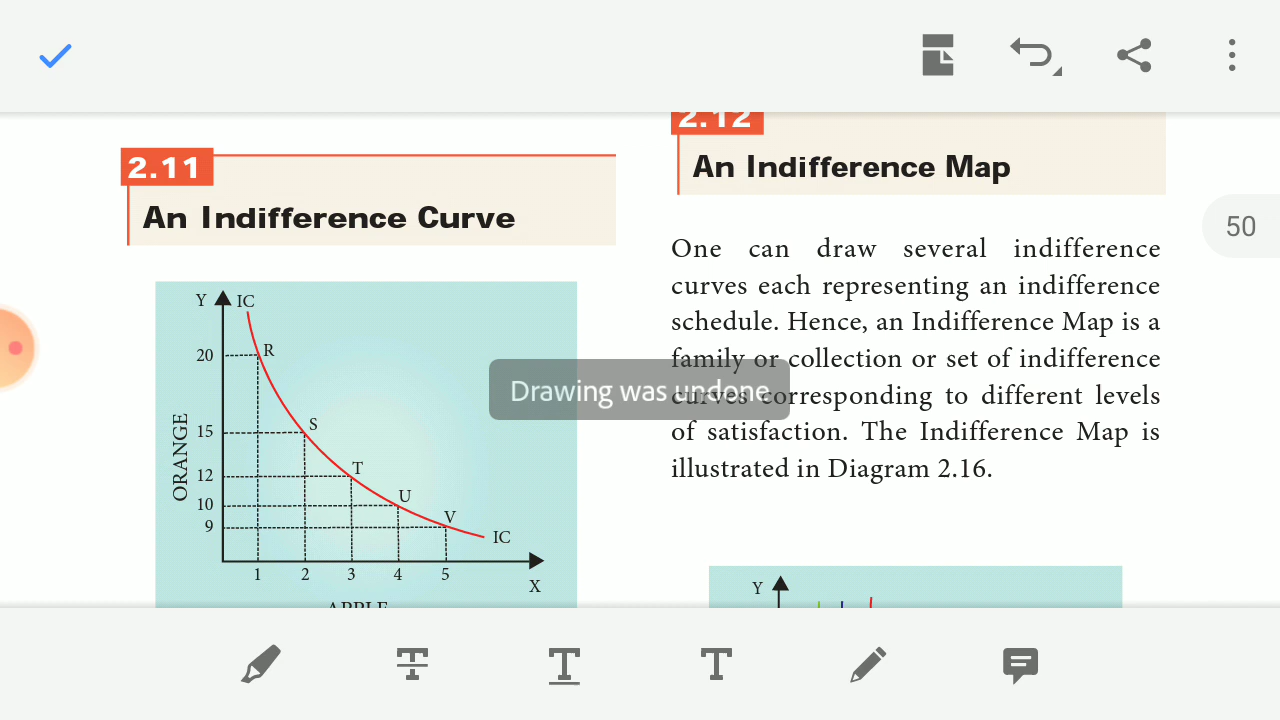 2.11
An Indifference Curve
Y
IC
20
R
15
S
12
T
10
U
9
V
IC
ORANGE
1 2 3 4 5
X
APPLE
2.12
An Indifference Map
One can draw several indifference
curves each representing an indifference
schedule. Hence, an Indifference Map is a
family or collection or set of indifference
curves corresponding to different levels
of satisfaction. The Indifference Map is
illustrated in Diagram 2.16.
Y
50
Drawing was undone
T
T
T